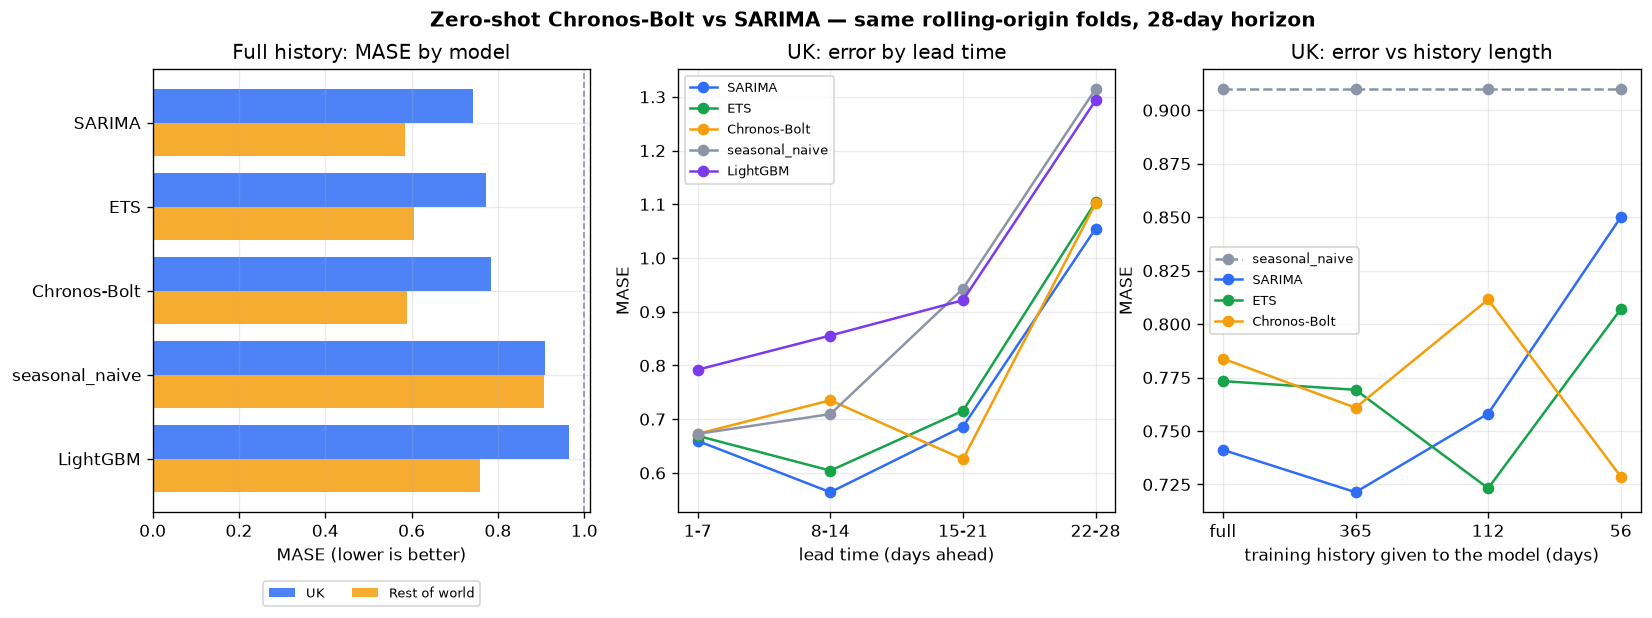 Zero-shot Chronos-Bolt vs SARIMA — same rolling-origin folds, 28-day horizon
Full history: MASE by model
SARIMA
ETS
Chronos-Bolt
seasonal_naive
LightGBM
0.0 0.2 0.4 0.6 0.8 1.0
MASE (lower is better)
UK Rest of world
UK: error by lead time
SARIMA
ETS
Chronos-Bolt
seasonal_naive
LightGBM
MASE
1.3
1.2
1.1
1.0
0.9
0.8
0.7
0.6
1-7 8-14 15-21 22-28
lead time (days ahead)
UK: error vs history length
seasonal_naive
SARIMA
ETS
Chronos-Bolt
MASE
0.900
0.875
0.850
0.825
0.800
0.775
0.750
0.725
full 365 112 56
training history given to the model (days)